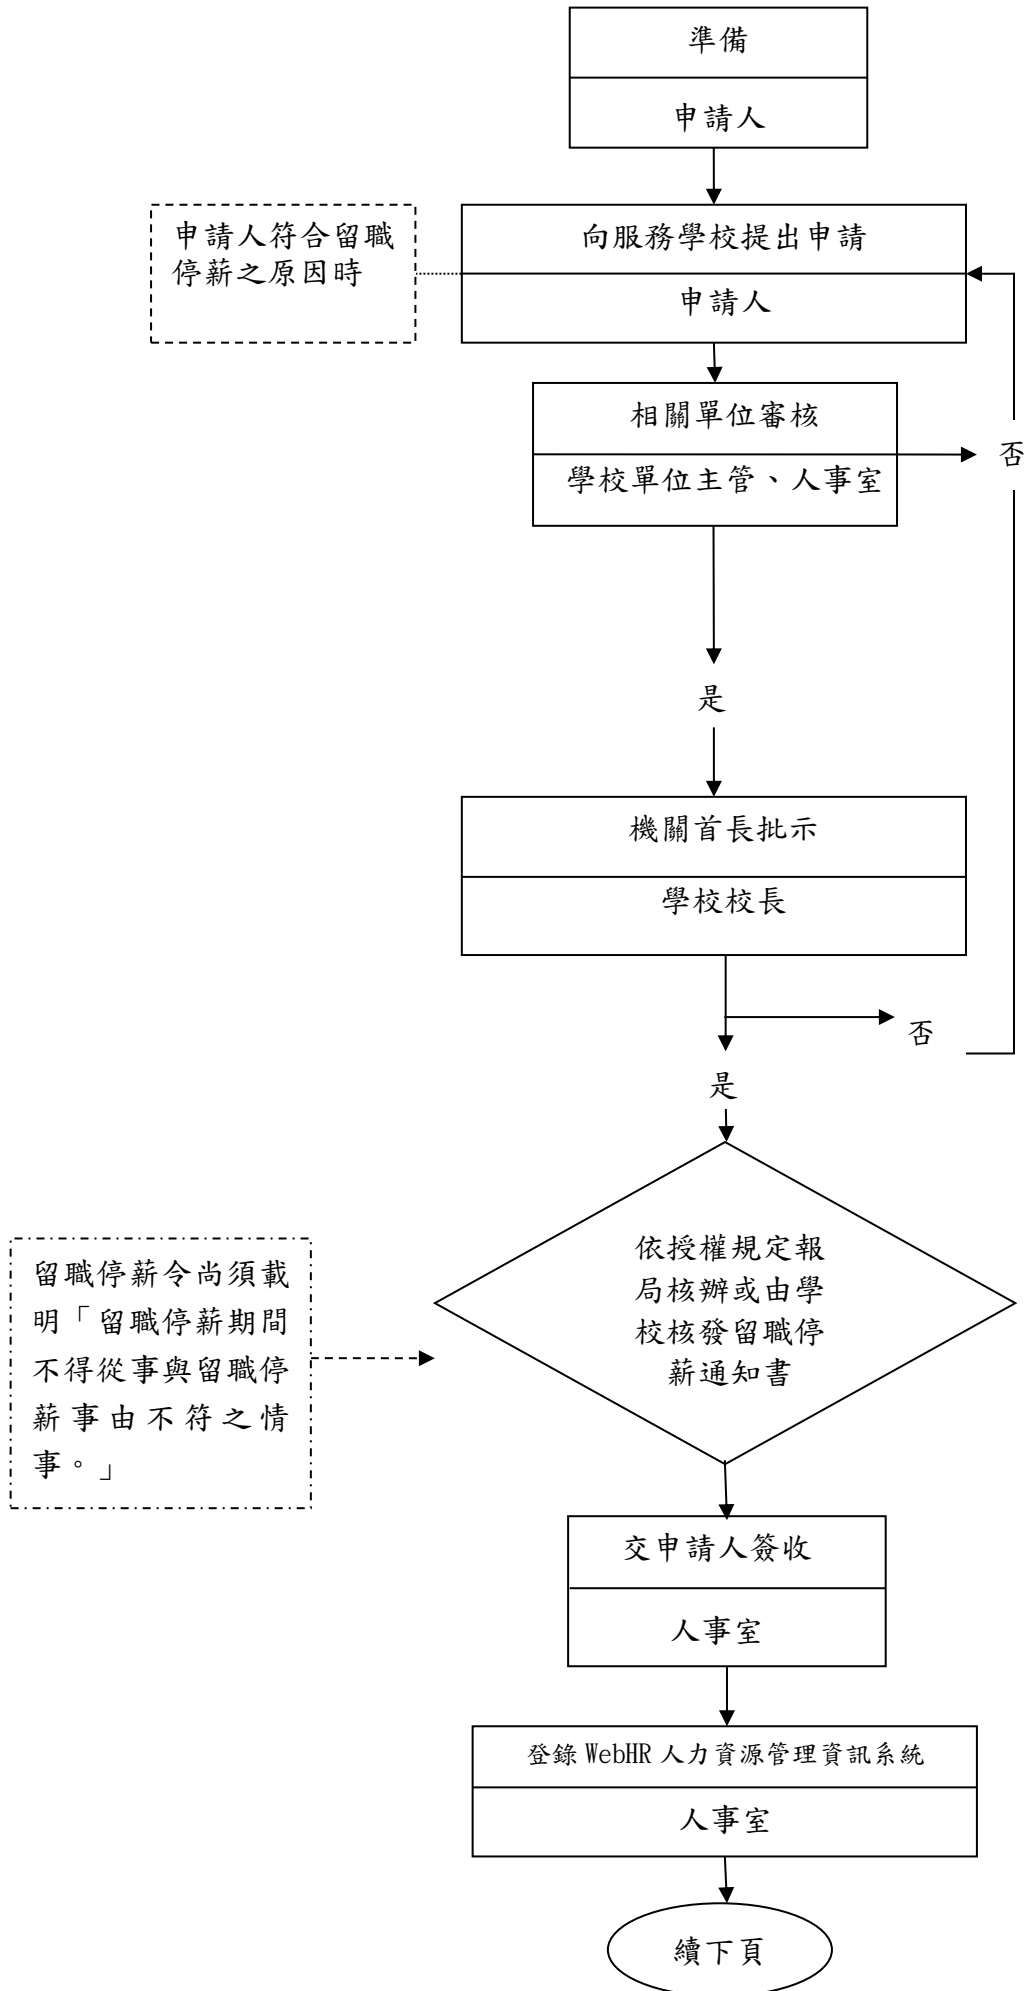 準備
申請人
申請人符合留職
停薪之原因時
向服務學校提出申請
申請人
相關單位審核
學校單位主管、人事室
否
是
機關首長批示
學校校長
否
是
依授權規定報
局核辦或由學
校核發留職停
薪通知書
留職停薪令尚須載
明「留職停薪期間
不得從事與留職停
薪事由不符之情
事。」
交申請人簽收
人事室
登錄 WebHR 人力資源管理資訊系統
人事室
續下頁